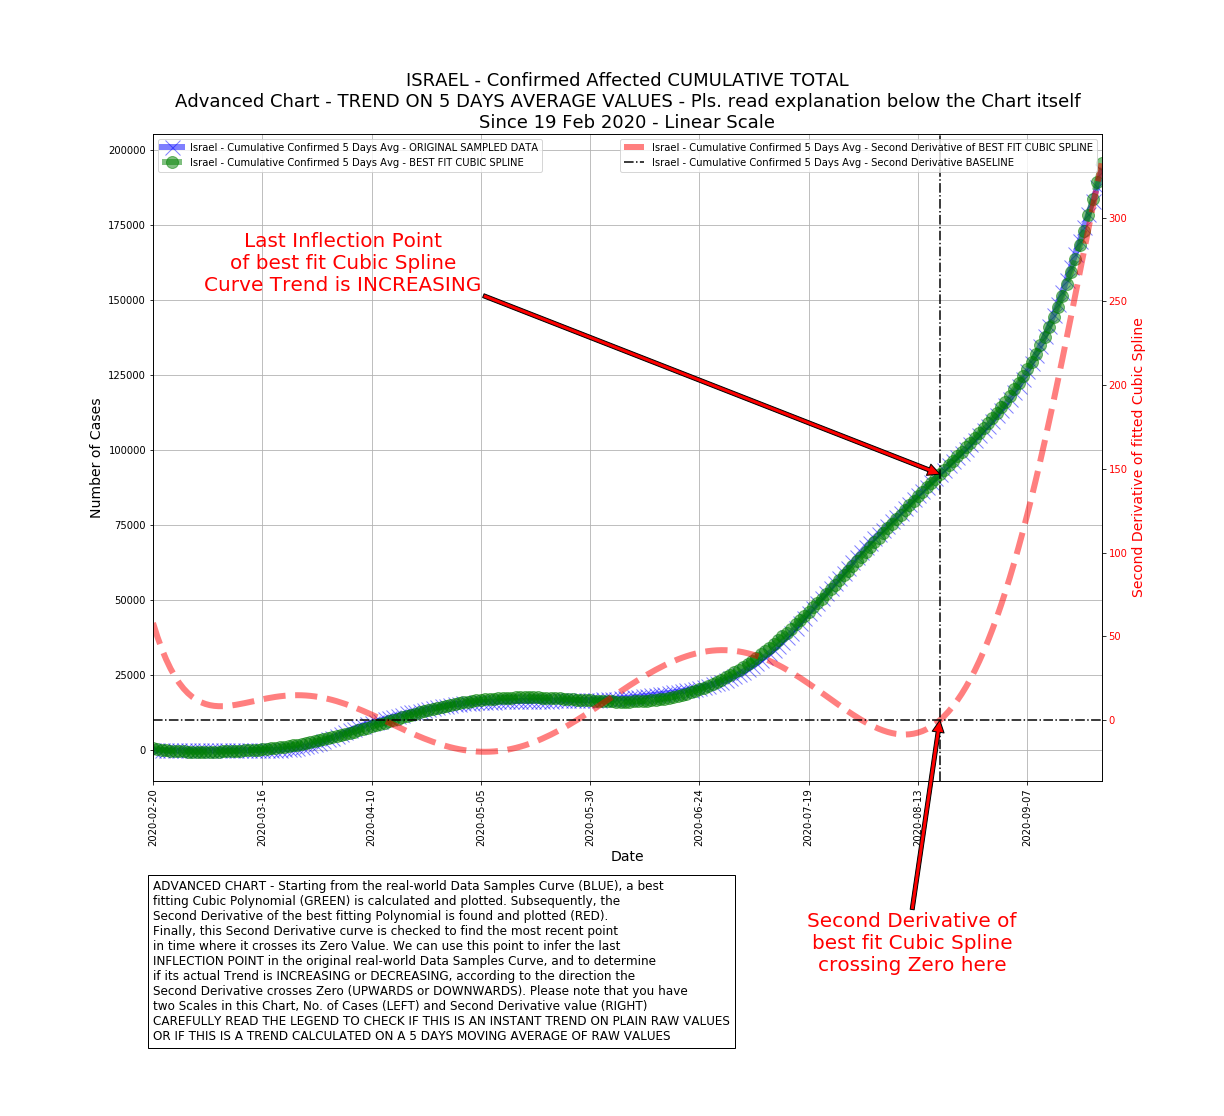 ISRAEL - Confirmed Affected CUMULATIVE TOTAL
Advanced Chart - TREND ON 5 DAYS AVERAGE VALUES - Pls. read explanation below the Chart itself
Since 19 Feb 2020 - Linear Scale
Israel - Cumulative Confirmed 5 Days Avg - ORIGINAL SAMPLED DATA
Israel - Cumulative Confirmed 5 Days Avg - BEST FIT CUBIC SPLINE
Israel - Cumulative Confirmed 5 Days Avg - Second Derivative of BEST FIT CUBIC SPLINE
Israel - Cumulative Confirmed 5 Days Avg - Second Derivative BASELINE
Last Inflection Point
of best fit Cubic Spline
Curve Trend is INCREASING
Number of Cases
200000
175000
150000
125000
100000
75000
50000
25000
0
Second Derivative of fitted Cubic Spline
300
250
200
150
100
50
0
2020-02-20
2020-03-16
2020-04-10
2020-05-05
2020-05-30
2020-06-24
2020-07-19
2020-08-13
2020-09-07
Date
Second Derivative of
best fit Cubic Spline
crossing Zero here
ADVANCED CHART - Starting from the real-world Data Samples Curve (BLUE), a best
fitting Cubic Polynomial (GREEN) is calculated and plotted. Subsequently, the
Second Derivative of the best fitting Polynomial is found and plotted (RED).
Finally, this Second Derivative curve is checked to find the most recent point
in time where it crosses its Zero Value. We can use this point to infer the last
INFLECTION POINT in the original real-world Data Samples Curve, and to determine
if its actual Trend is INCREASING or DECREASING, according to the direction the
Second Derivative crosses Zero (UPWARDS or DOWNWARDS). Please note that you have
two Scales in this Chart, No. of Cases (LEFT) and Second Derivative value (RIGHT)
CAREFULLY READ THE LEGEND TO CHECK IF THIS IS AN INSTANT TREND ON PLAIN RAW VALUES
OR IF THIS IS A TREND CALCULATED ON A 5 DAYS MOVING AVERAGE OF RAW VALUES